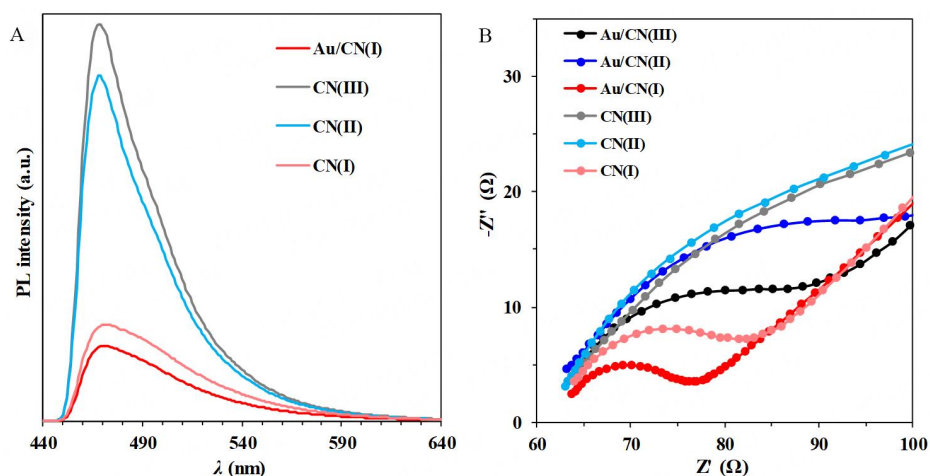 A
Au/CN(I)
CN(III)
CN(II)
CN(I)
PL intensity (a.u.)
440 490 540 590 640
λ (nm)
B
Au/CN(III)
Au/CN(II)
Au/CN(I)
CN(III)
CN(II)
CN(I)
-Z" (Ω)
30
20
10
0
60 70 80 90 100
Z' (Ω)